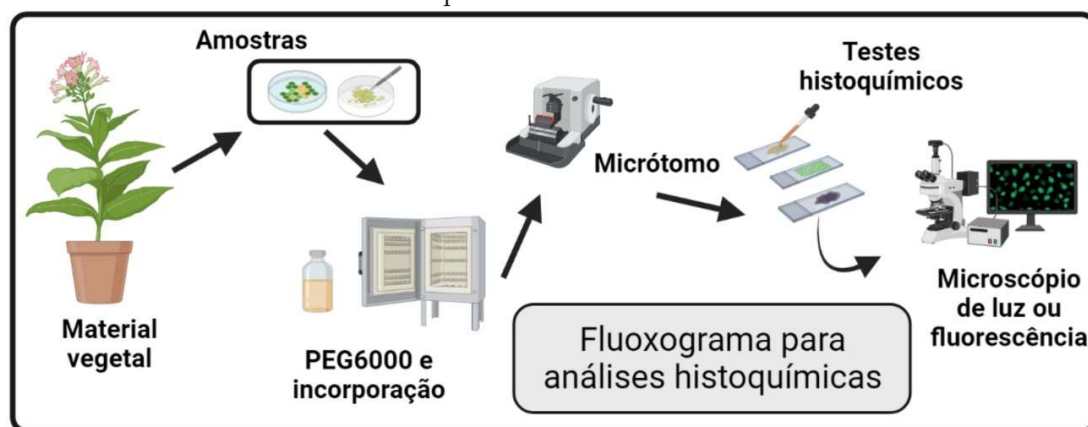 Amostras
Material
vegetal
PEG6000 e
incorporação
Micrótomo
Testes
histoquímicos
Microscópio
de luz ou
fluorescência
Fluoxograma para
análises histoquímicas